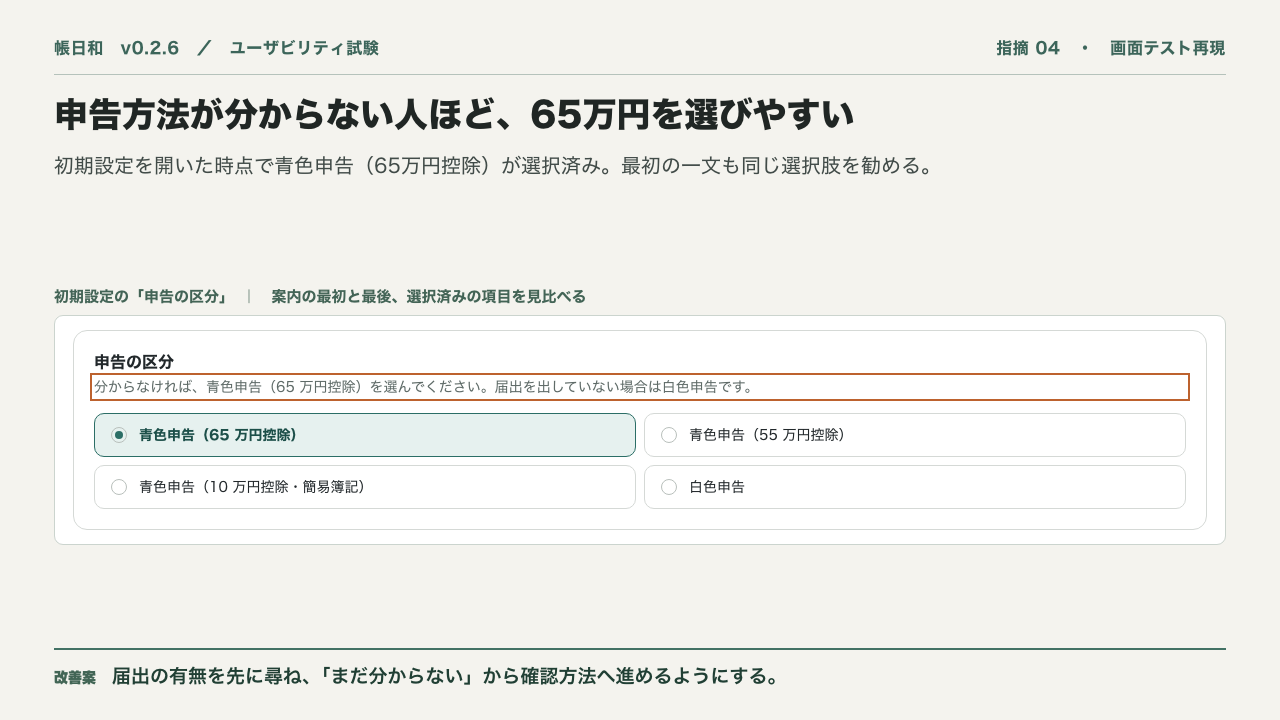 帳日和　v0.2.6　／　ユーザビリティ試験
指摘 04　・　画面テスト再現
申告方法が分からない人ほど、65万円を選びやすい
初期設定を開いた時点で青色申告（65万円控除）が選択済み。最初の一文も同じ選択肢を勧める。
初期設定の「申告の区分」｜　案内の最初と最後、選択済みの項目を見比べる
申告の区分
分からなければ、青色申告（65 万円控除）を選んでください。届出を出していない場合は白色申告です。
青色申告（65 万円控除）
青色申告（55 万円控除）
青色申告（10 万円控除・簡易簿記）
白色申告
改善案　届出の有無を先に尋ね、「まだ分からない」から確認方法へ進めるようにする。